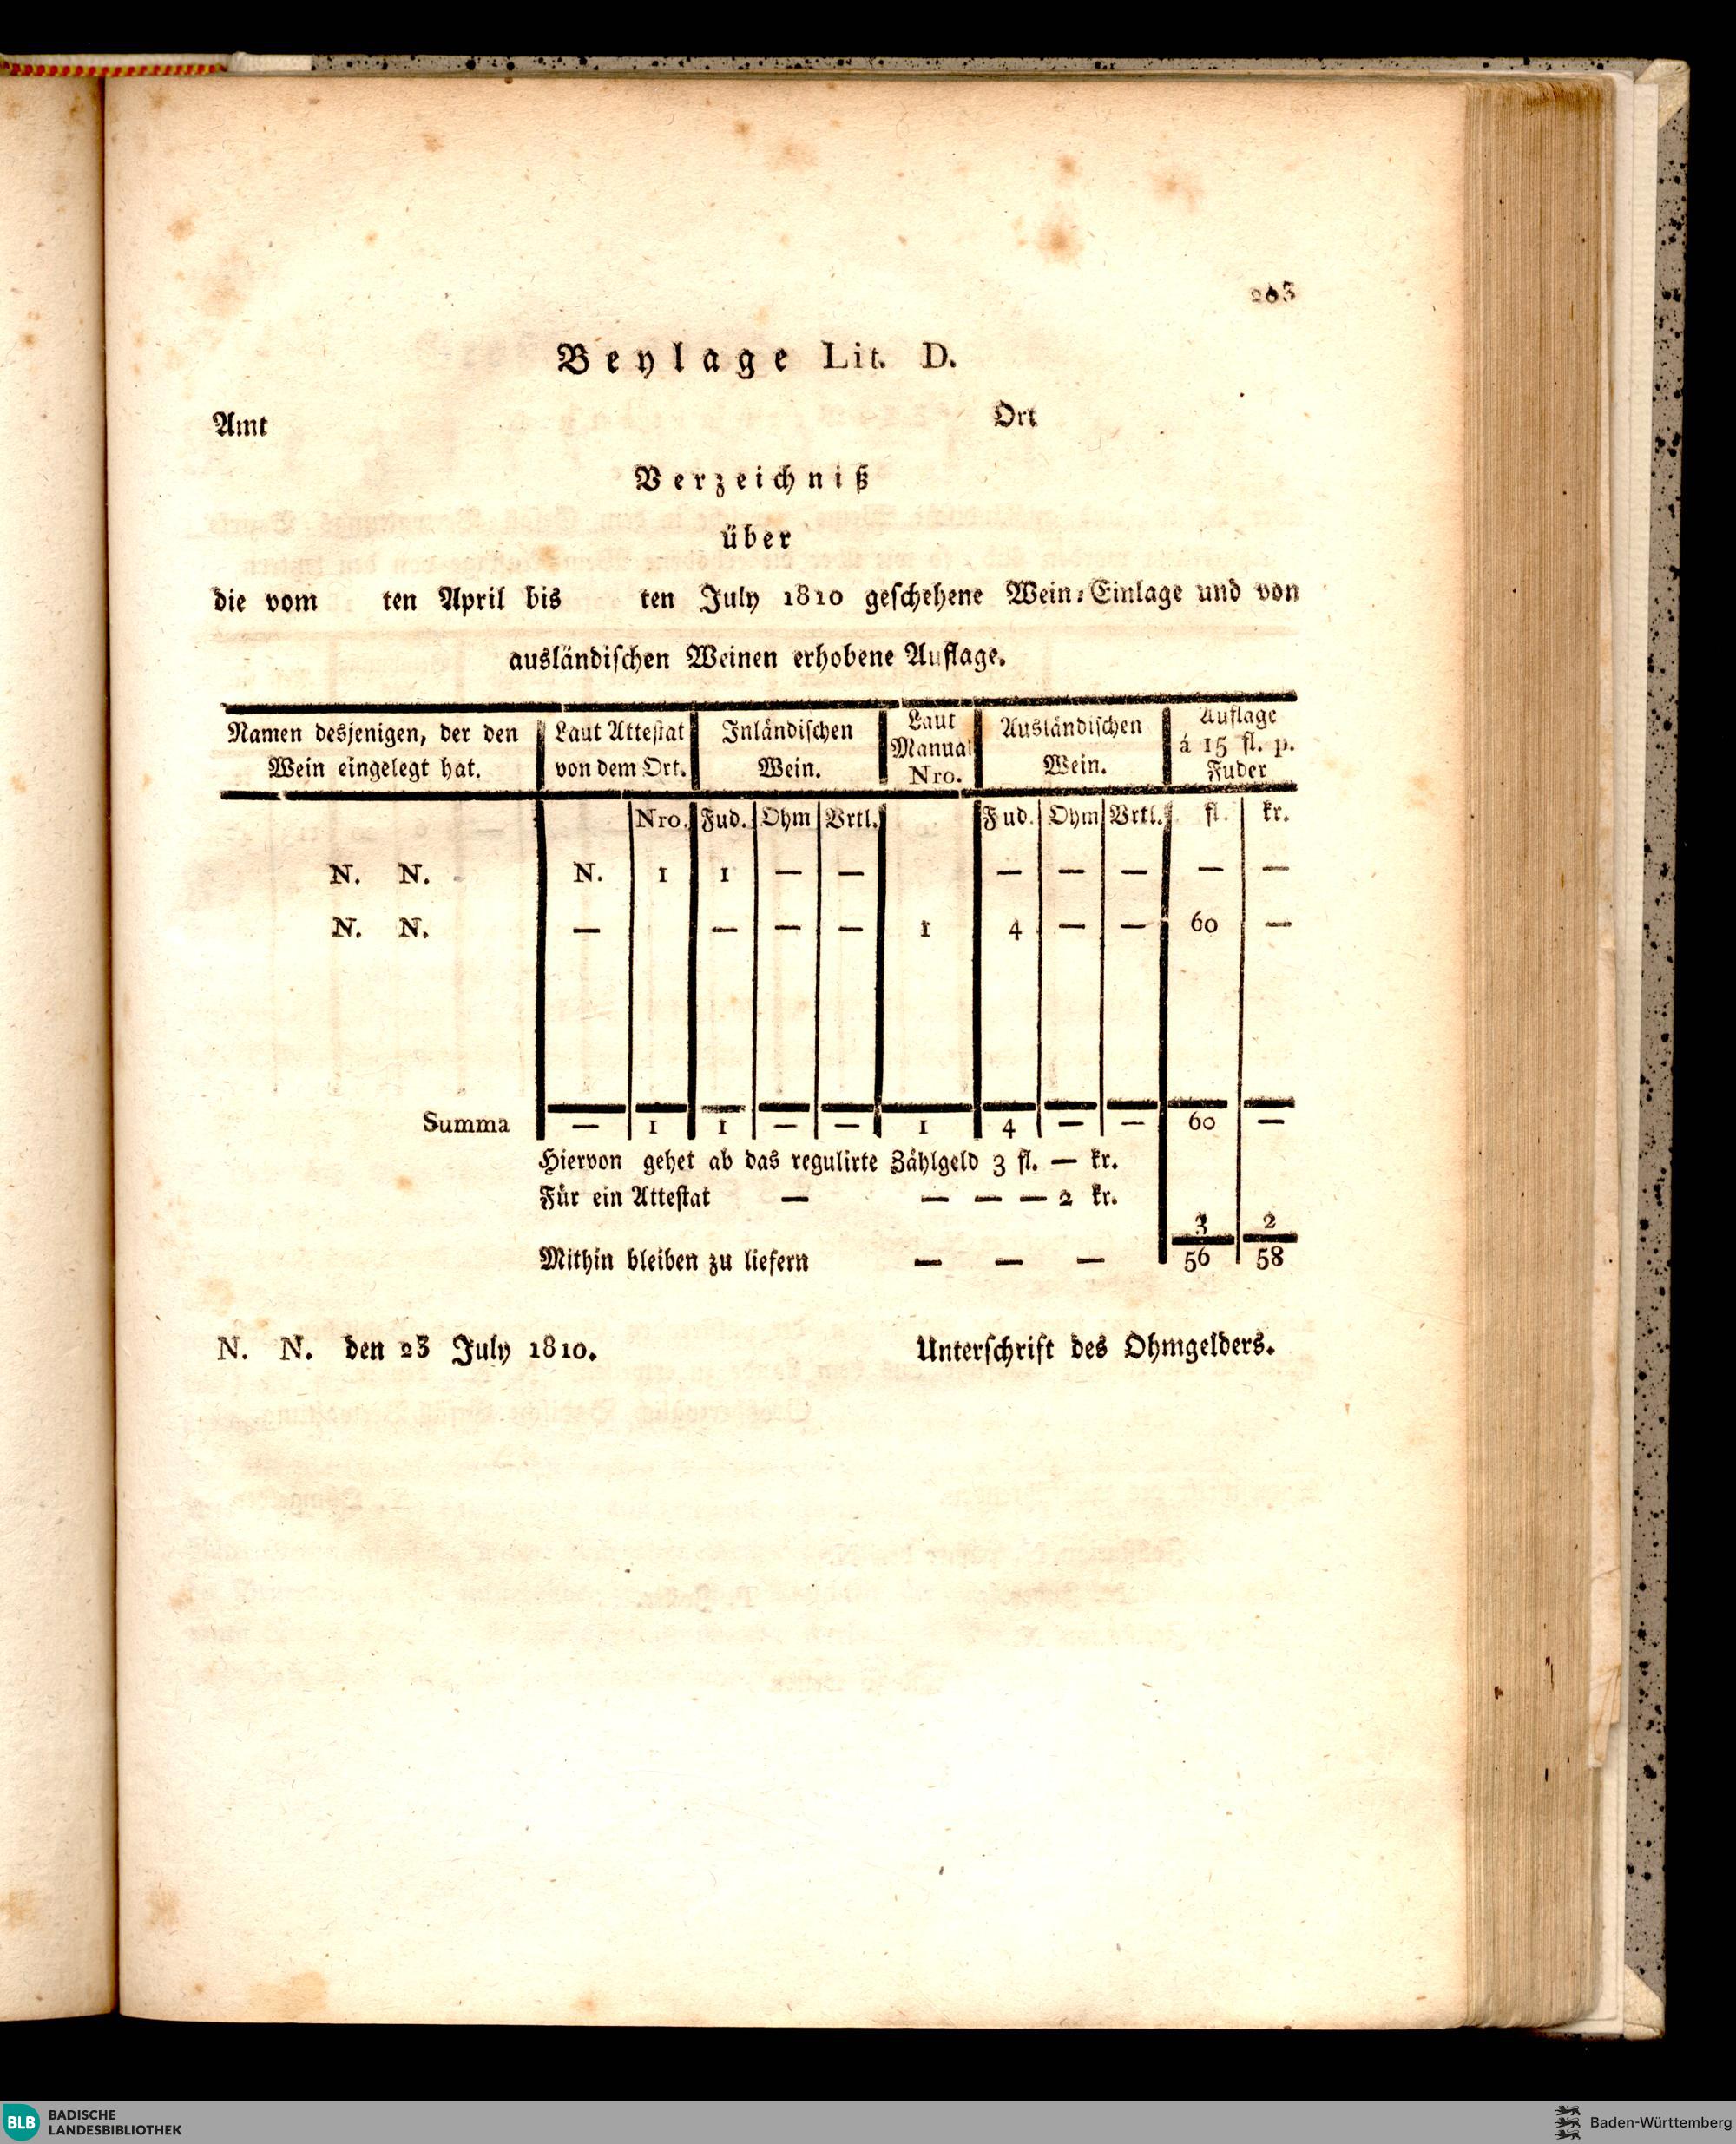 203
Beylage Lit. D.
Amt Ort
Verzeichniß
über
die vom ten April bis ten July 1810 geschehene Wein-Einlage und von
ausländischen Weinen erhobene Auflage.
Namen desjenigen, der den Wein eingelegt hat. Laut Attestat von dem Ort. Inländischen Wein. Laut Manual Nro. Ausländischen Wein. Auflage á 15 fl. p. Fuder
Nro. Fud. Ohm Vrtl. Fud. Ohm Vrtl. fl. kr.
N. N. N. 1 1 — — — — — — —
N. N. — — — — 1 4 — — 60 —
Summa — 1 1 — — 1 4 — — 60 —
Hiervon gehet ab das regulirte Zählgeld 3 fl. — kr.
Für ein Attestat — — — — 2 kr.
3 2
Mithin bleiben zu liefern — — — 56 58
N. N. den 23 July 1810. Unterschrift des Ohmgelders.
BLB BADISCHE
LANDESBIBLIOTHEK
Baden-Württemberg